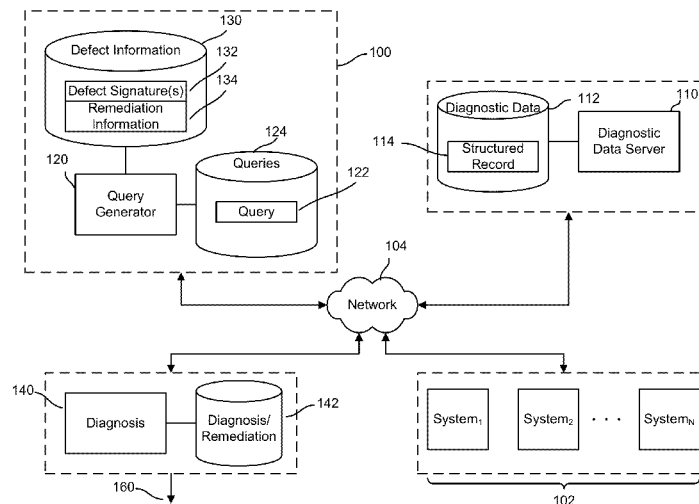 130
Defect Information
132
Defect Signature(s)
134
Remediation
Information
100
120
Query
Generator
124
Queries
122
Query
110
Diagnostic Data
112
114
Structured
Record
Diagnostic
Data Server
104
Network
140
Diagnosis
Diagnosis/
Remediation
142
160
System1
System2
. . .
SystemN
102